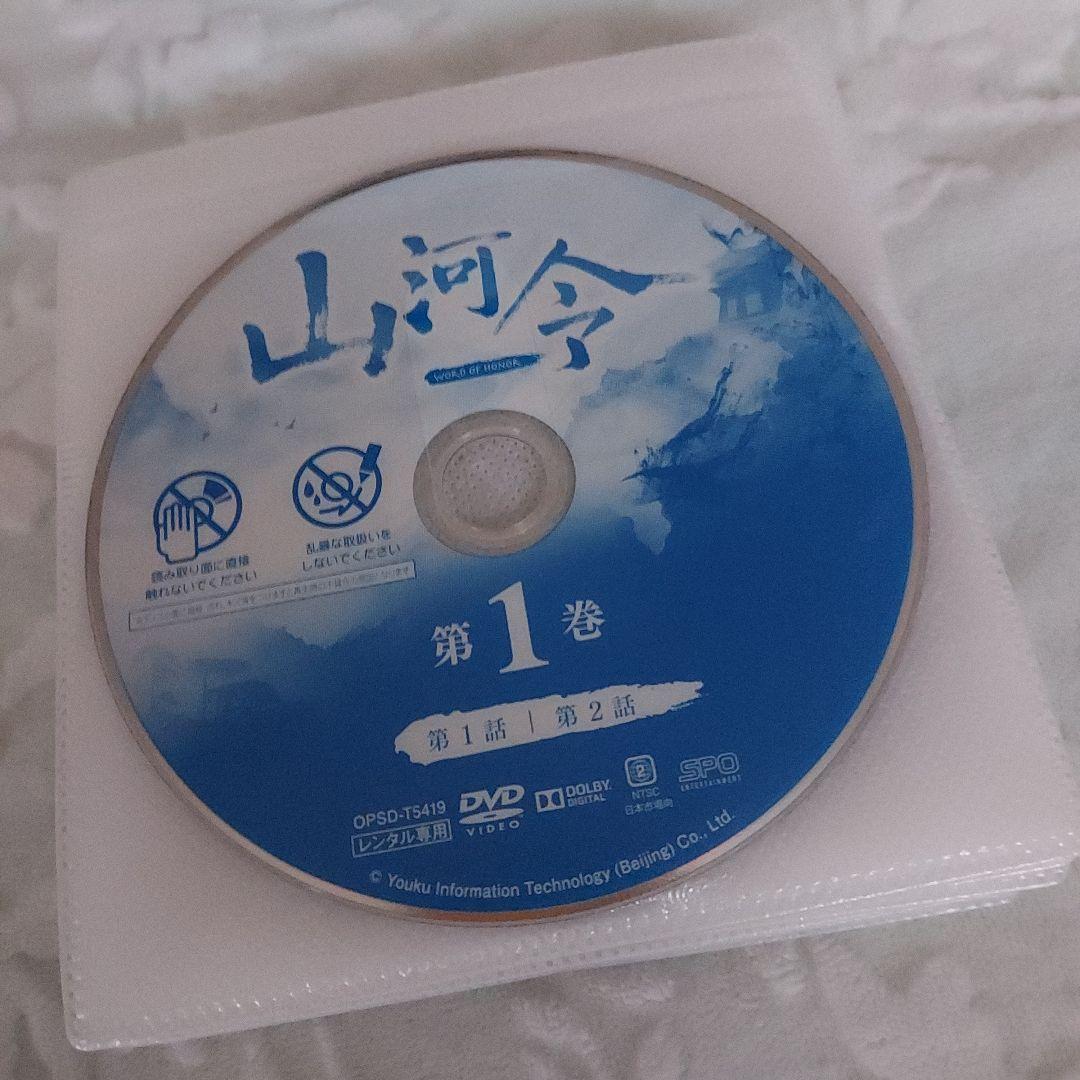 山河令
WORD OF HONOR
読み取り面に直接
触れないでください
乱暴な取扱いを
しないでください
第1巻
第1話 | 第2話
OPSD-T5419
レンタル専用
DVD
VIDEO
DOLBY
DIGITAL
2
NTSC
日本市場向
SPO
ENTERTAINMENT
© Youku Information Technology (Beijing) Co., Ltd.